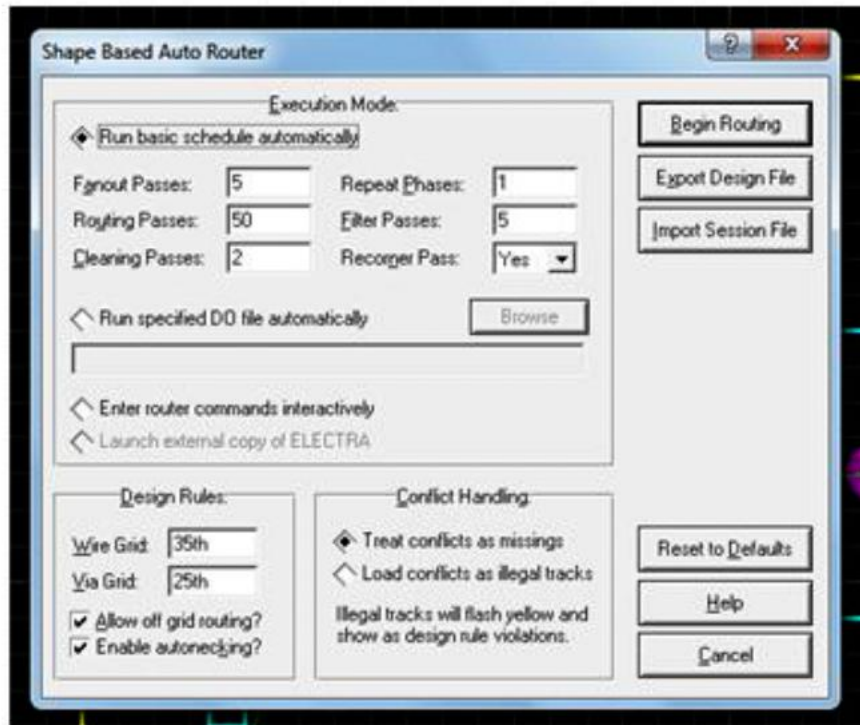 Shape Based Auto Router
Execution Mode.
Run basic schedule automatically
Fanout Passes: 5 Repeat Phases: 1
Routing Passes: 50 Filter Passes: 5
Cleaning Passes: 2 Recorner Pass: Yes
Run specified DO file automatically Browse
Enter router commands interactively
Launch external copy of ELECTRA
Begin Routing
Export Design File
Import Session File
Design Rules.
Wire Grid: 35th
Via Grid: 25th
Allow off grid routing?
Enable autonecking?
Conflict Handling.
Treat conflicts as missings
Load conflicts as illegal tracks
Illegal tracks will flash yellow and
show as design rule violations.
Reset to Defaults
Help
Cancel